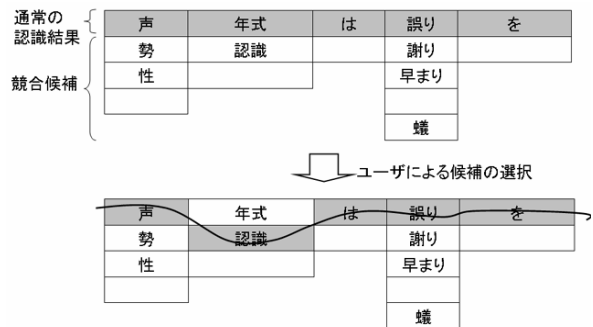 通常の
認識結果
声 年式 は 誤り を
競合候補
勢 認識 謝り
性 早まり
蟻
ユーザによる候補の選択
声 年式 は 誤り を
勢 認識 謝り
性 早まり
蟻